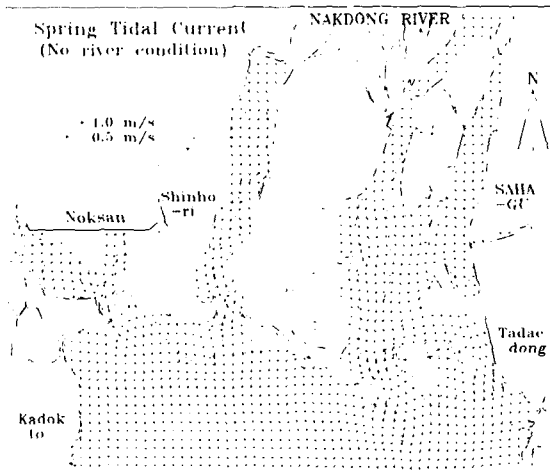 Spring Tidal Current
(No river condition)
NAKDONG RIVER
1.0 m/s
0.5 m/s
N
Shinho
-ri
Noksan
SAHA
-GU
Tadae
dong
Kadok
to